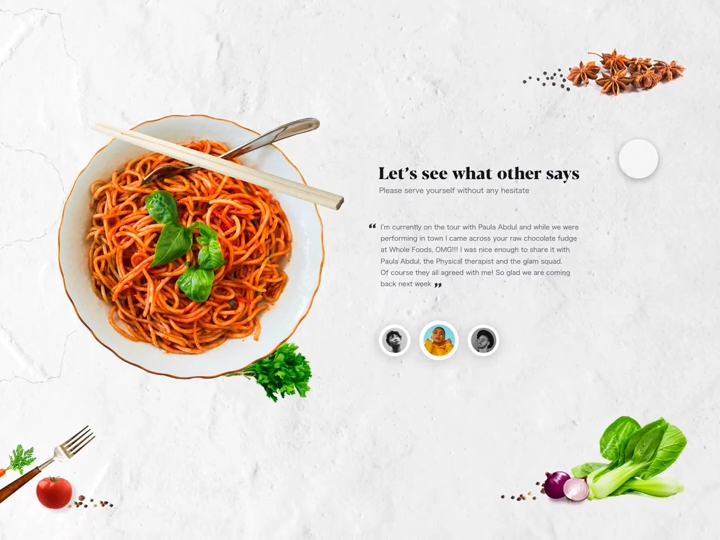 Let's see what other says
Please serve yourself without any hesitate
“ I'm currently on the tour with Paula Abdul and while we were
performing in town I came across your raw chocolate fudge
at Whole Foods, OMG!!! I was nice enough to share it with
Paula Abdul, the Physical therapist and the glam squad.
Of course they all agreed with me! So glad we are coming
back next week „